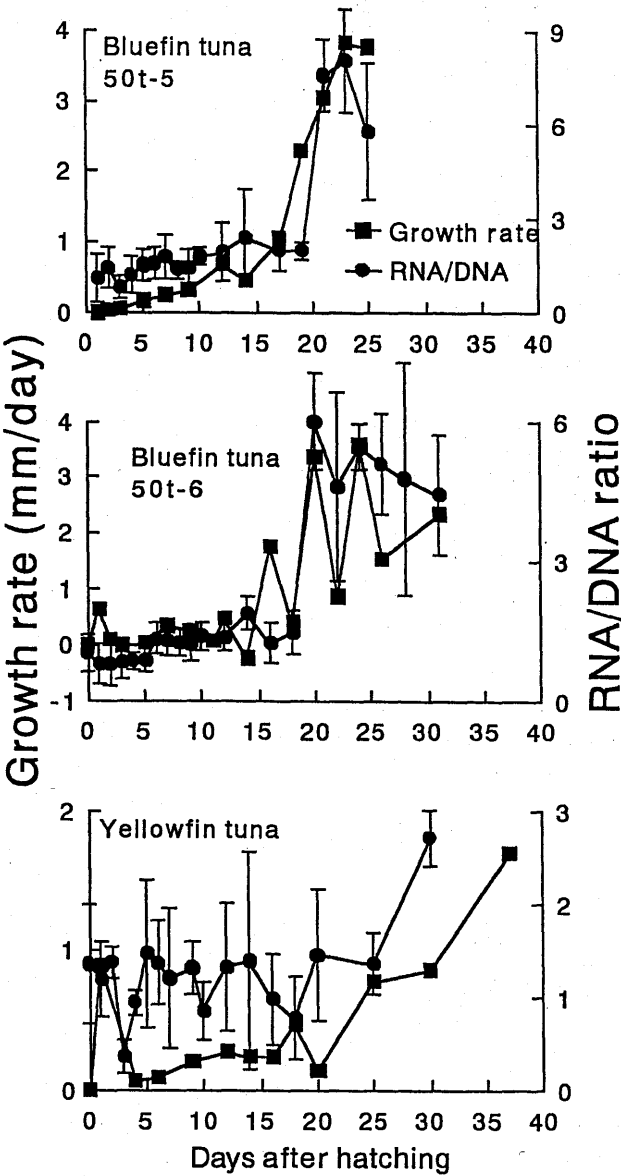 4
3
2
1
0
Bluefin tuna
50t-5
9
6
3
0
Growth rate
RNA/DNA
0 5 10 15 20 25 30 35 40
4
3
2
1
0
-1
Bluefin tuna
50t-6
6
3
0
0 5 10 15 20 25 30 35 40
Growth rate (mm/day)
RNA/DNA ratio
2
1
0
Yellowfin tuna
3
2
1
0
0 5 10 15 20 25 30 35 40
Days after hatching